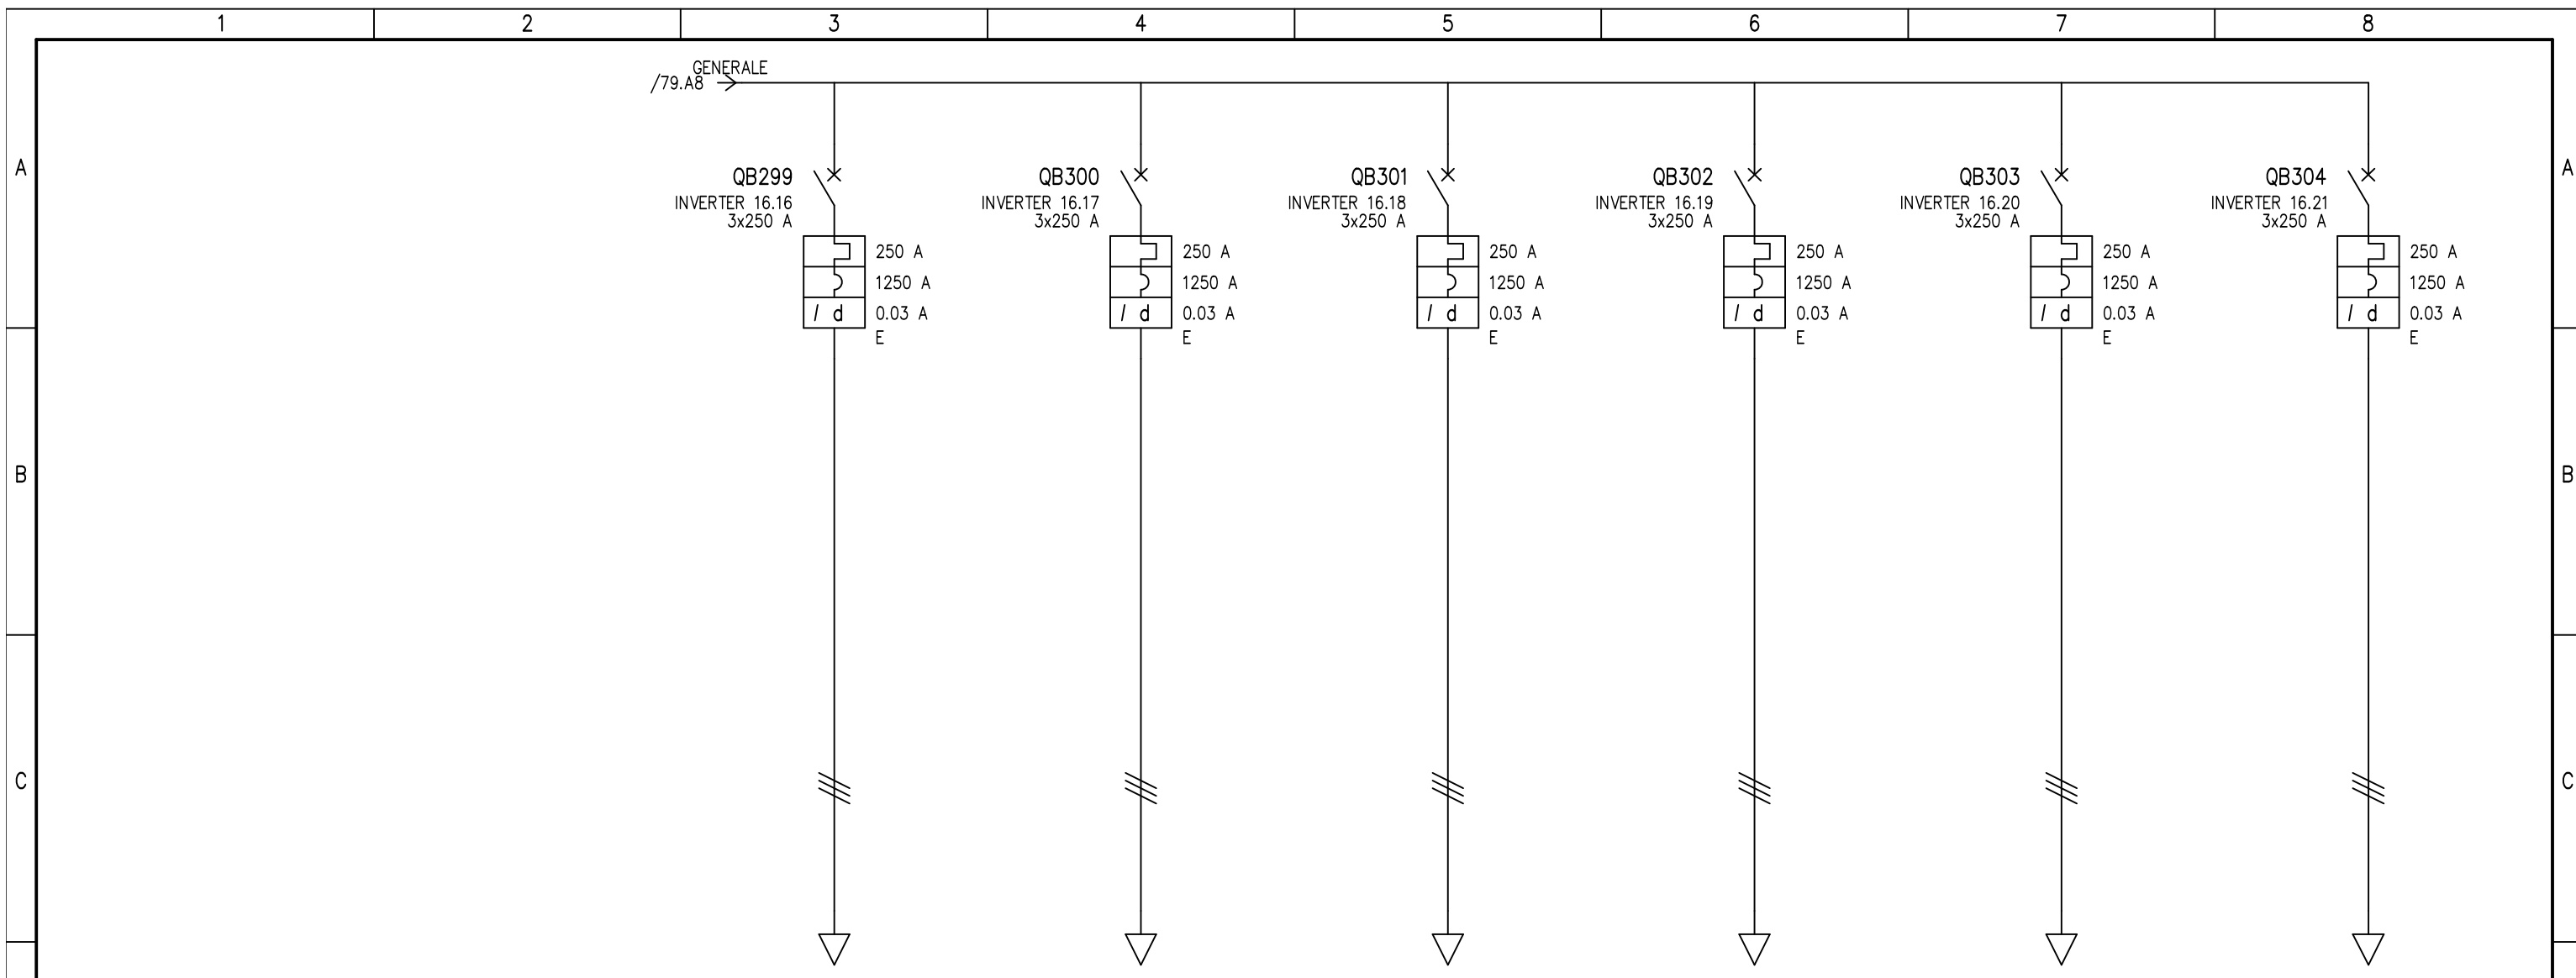 1 2 3 4 5 6 7 8
GENERALE
/79.A8
A A
QB299 QB300 QB301 QB302 QB303 QB304
INVERTER 16.16 INVERTER 16.17 INVERTER 16.18 INVERTER 16.19 INVERTER 16.20 INVERTER 16.21
3x250 A 3x250 A 3x250 A 3x250 A 3x250 A 3x250 A
250 A 250 A 250 A 250 A 250 A 250 A
1250 A 1250 A 1250 A 1250 A 1250 A 1250 A
I d 0.03 A I d 0.03 A I d 0.03 A I d 0.03 A I d 0.03 A I d 0.03 A
E E E E E E
B B
C C